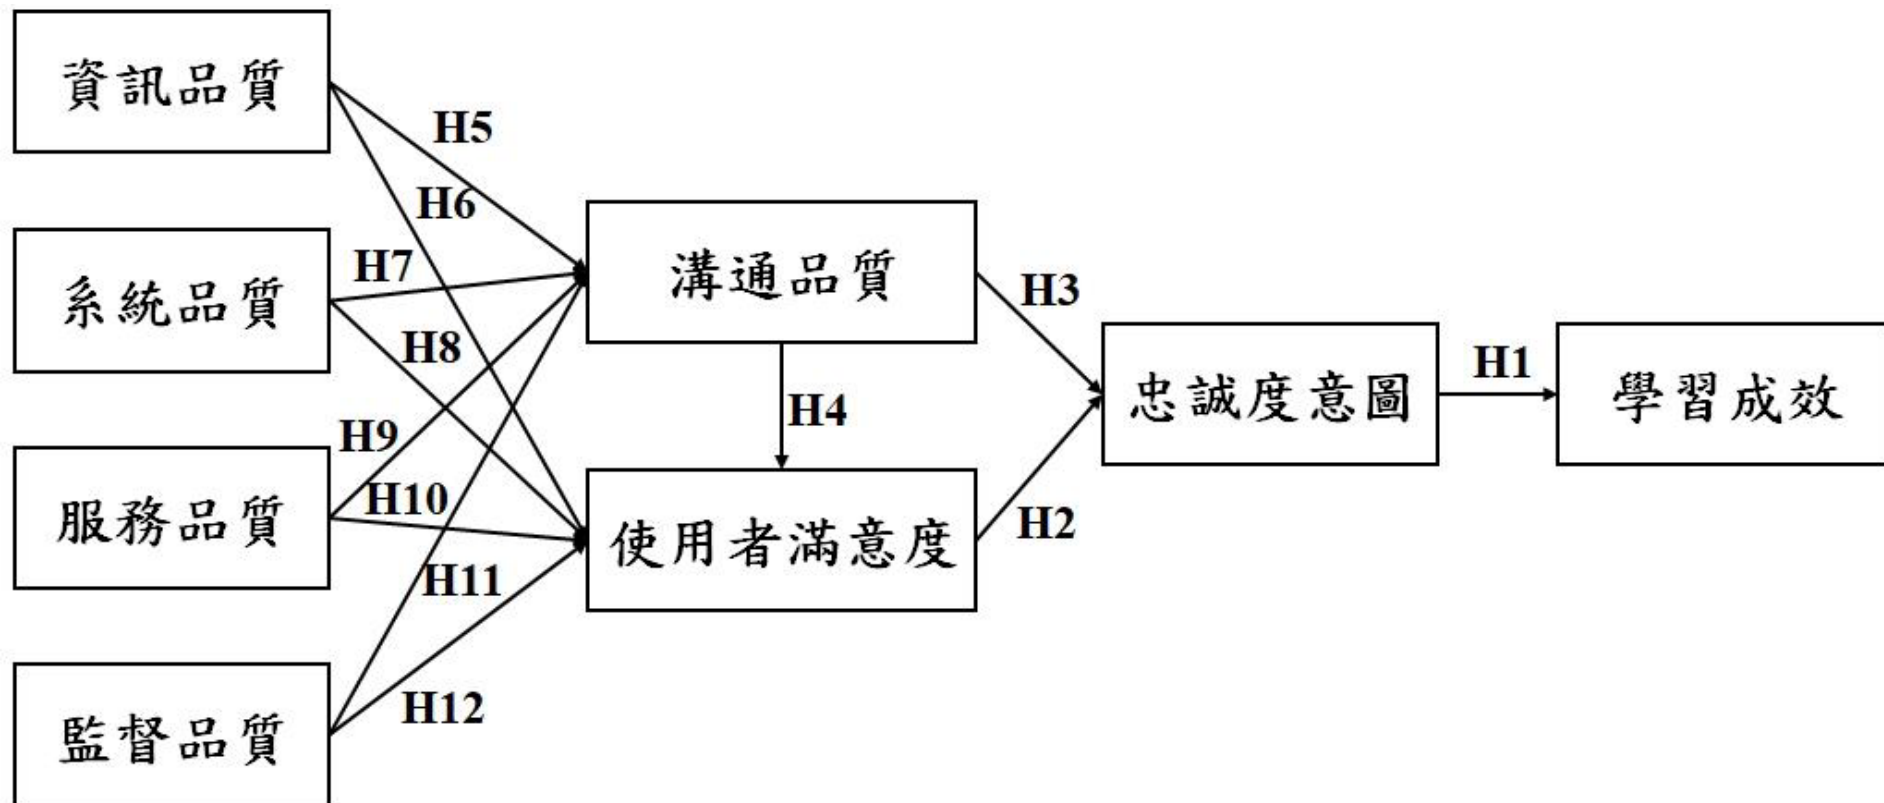 資訊品質
系統品質
服務品質
監督品質
H5
H6
H7
H8
H9
H10
H11
H12
溝通品質
H4
使用者滿意度
H3
H2
忠誠度意圖
H1
學習成效